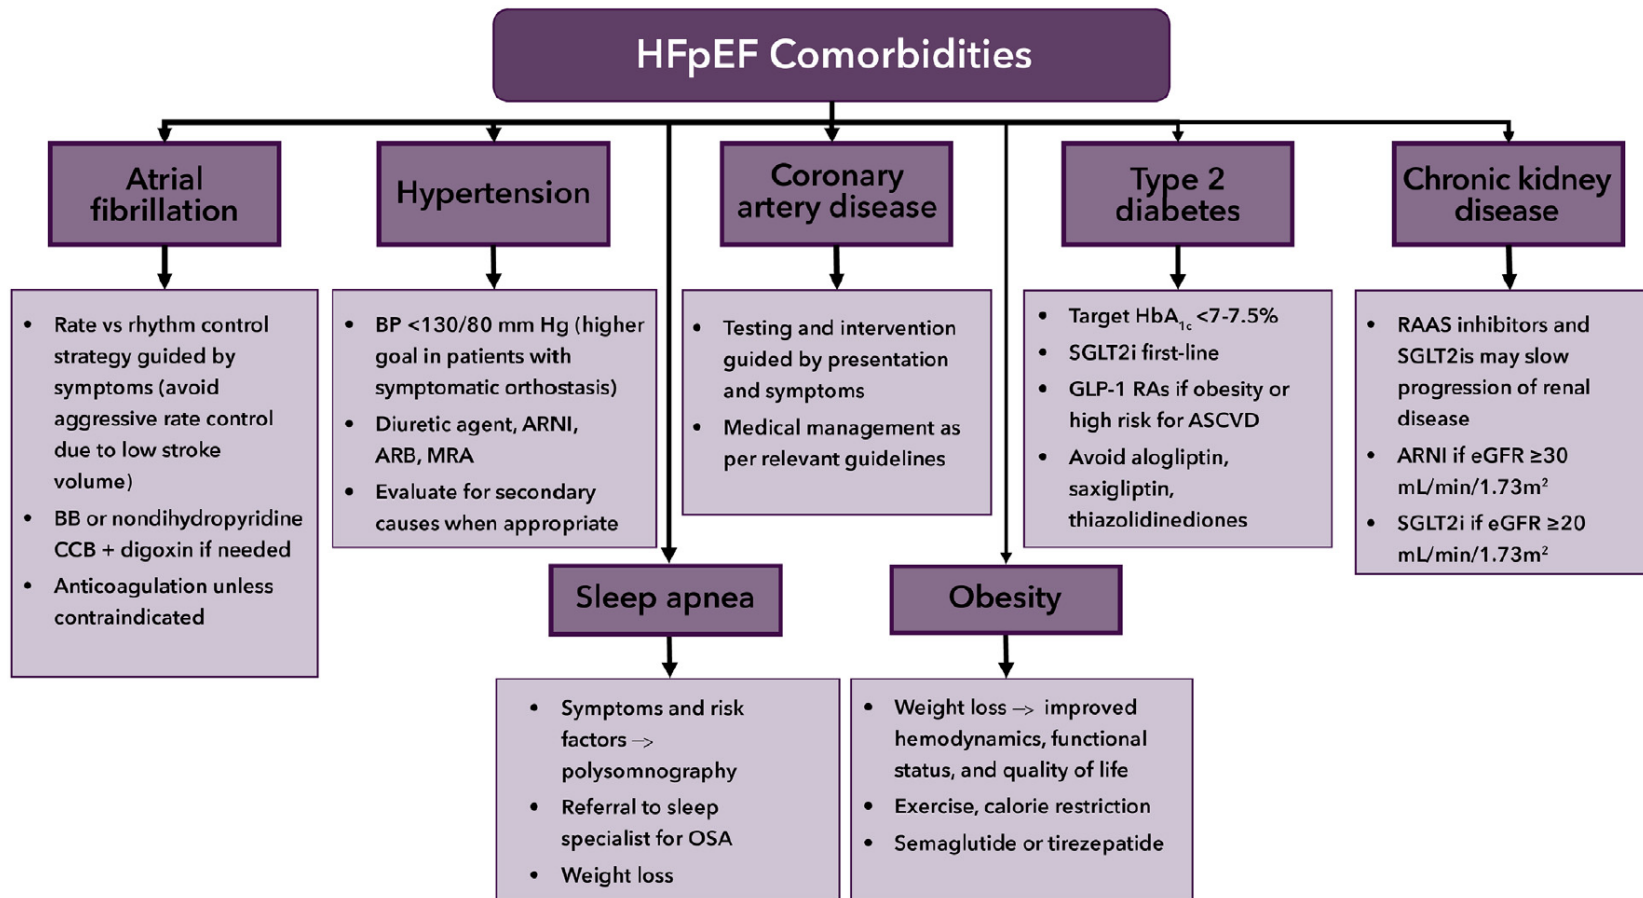 HFpEF Comorbidities
Atrial
fibrillation
• Rate vs rhythm control
strategy guided by
symptoms (avoid
aggressive rate control
due to low stroke
volume)
• BB or nondihydropyridine
CCB + digoxin if needed
• Anticoagulation unless
contraindicated
Hypertension
• BP <130/80 mm Hg (higher
goal in patients with
symptomatic orthostasis)
• Diuretic agent, ARNI,
ARB, MRA
• Evaluate for secondary
causes when appropriate
Coronary
artery disease
• Testing and intervention
guided by presentation
and symptoms
• Medical management as
per relevant guidelines
Type 2
diabetes
• Target HbA1c <7-7.5%
• SGLT2i first-line
• GLP-1 RAs if obesity or
high risk for ASCVD
• Avoid alogliptin,
saxigliptin,
thiazolidinediones
Chronic kidney
disease
• RAAS inhibitors and
SGLT2is may slow
progression of renal
disease
• ARNI if eGFR ≥30
mL/min/1.73m²
• SGLT2i if eGFR ≥20
mL/min/1.73m²
Sleep apnea
• Symptoms and risk
factors —>
polysomnography
• Referral to sleep
specialist for OSA
• Weight loss
Obesity
• Weight loss —> improved
hemodynamics, functional
status, and quality of life
• Exercise, calorie restriction
• Semaglutide or tirezepatide